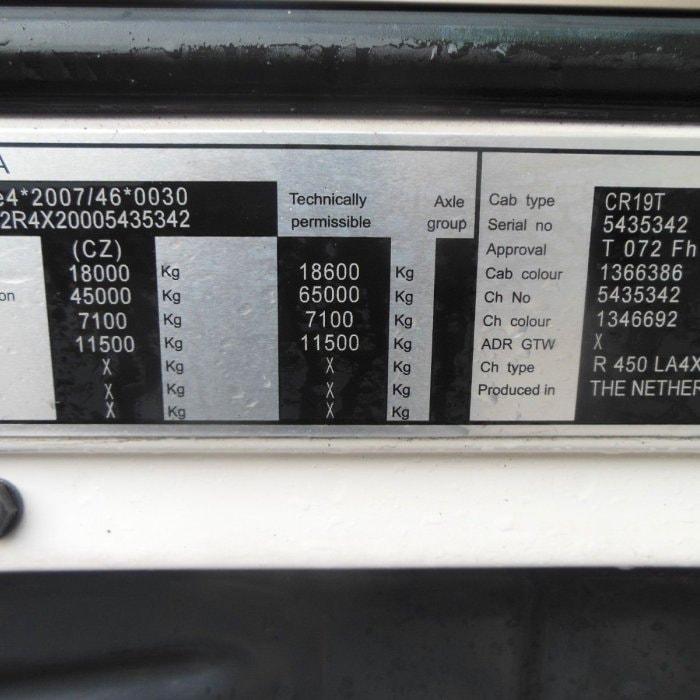 A
e4*2007/46*0030
2R4X20005435342
Technically permissible
Axle group
(CZ)
18000 Kg 18600 Kg
on 45000 Kg 65000 Kg
7100 Kg 7100 Kg
11500 Kg 11500 Kg
X Kg X Kg
X Kg X Kg
X Kg X Kg
Cab type CR19T
Serial no 5435342
Approval T 072 Fh
Cab colour 1366386
Ch No 5435342
Ch colour 1346692
ADR GTW X
Ch type R 450 LA4X
Produced in THE NETHER